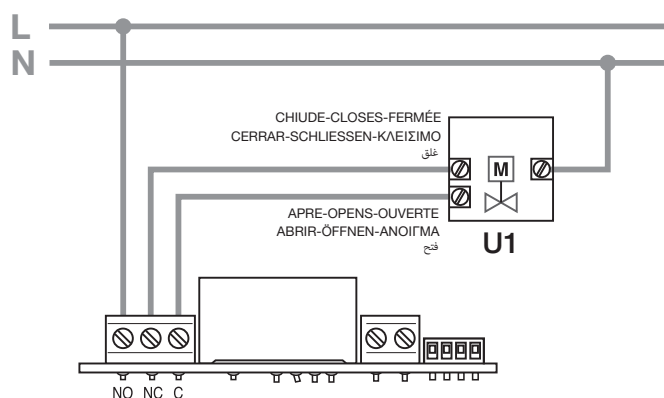 L
N
CHIUDE-CLOSES-FERMÉE
CERRAR-SCHLIESSEN-ΚΛΕΙΣΙΜΟ
غلق
M
APRE-OPENS-OUVERTE
ABRIR-ÖFFNEN-ΑΝΟΙΓΜΑ
فتح
U1
NO NC C